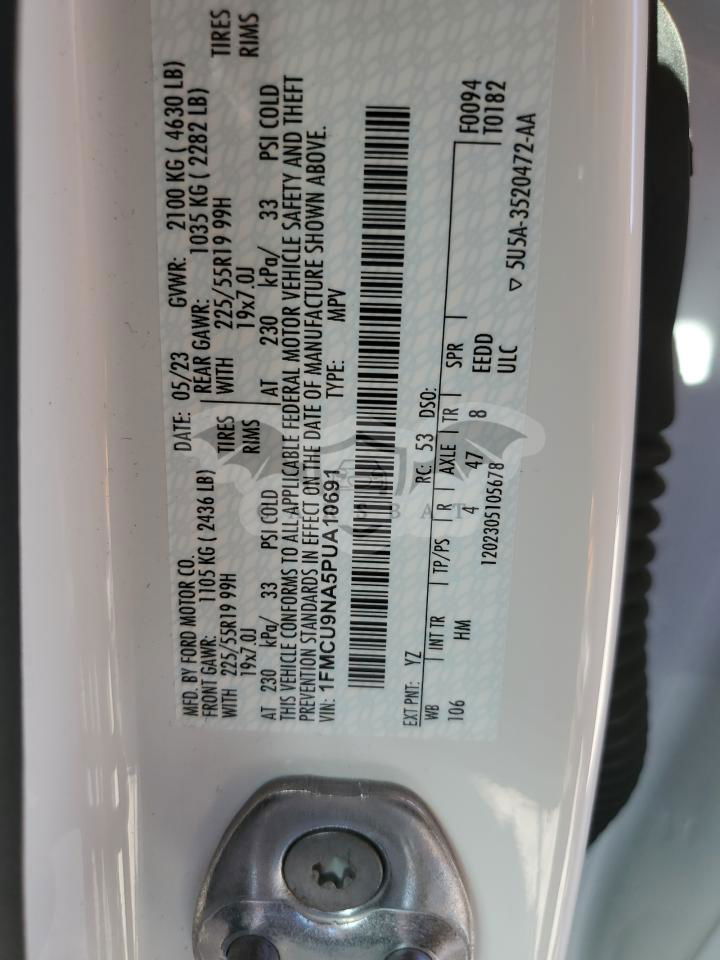 MFD. BY FORD MOTOR CO. DATE: 05/23 GVWR: 2100 KG ( 4630 LB)
FRONT GAWR: 1105 KG ( 2436 LB) REAR GAWR: 1035 KG ( 2282 LB)
WITH 225/55R19 99H TIRES WITH 225/55R19 99H TIRES
19x7.0J RIMS 19x7.0J RIMS
AT 230 kPa/ 33 PSI COLD AT 230 kPa/ 33 PSI COLD
THIS VEHICLE CONFORMS TO ALL APPLICABLE FEDERAL MOTOR VEHICLE SAFETY AND THEFT
PREVENTION STANDARDS IN EFFECT ON THE DATE OF MANUFACTURE SHOWN ABOVE.
VIN: 1FMCU9NA5PUA10691 TYPE: MPV
EXT PNT: YZ RC: 53 DSO:
WB INT TR TP/PS R AXLE TR SPR F0094
106 HM 4 47 8 EEDD T0182
1202305105678 ULC ▽ 5U5A-3520472-AA